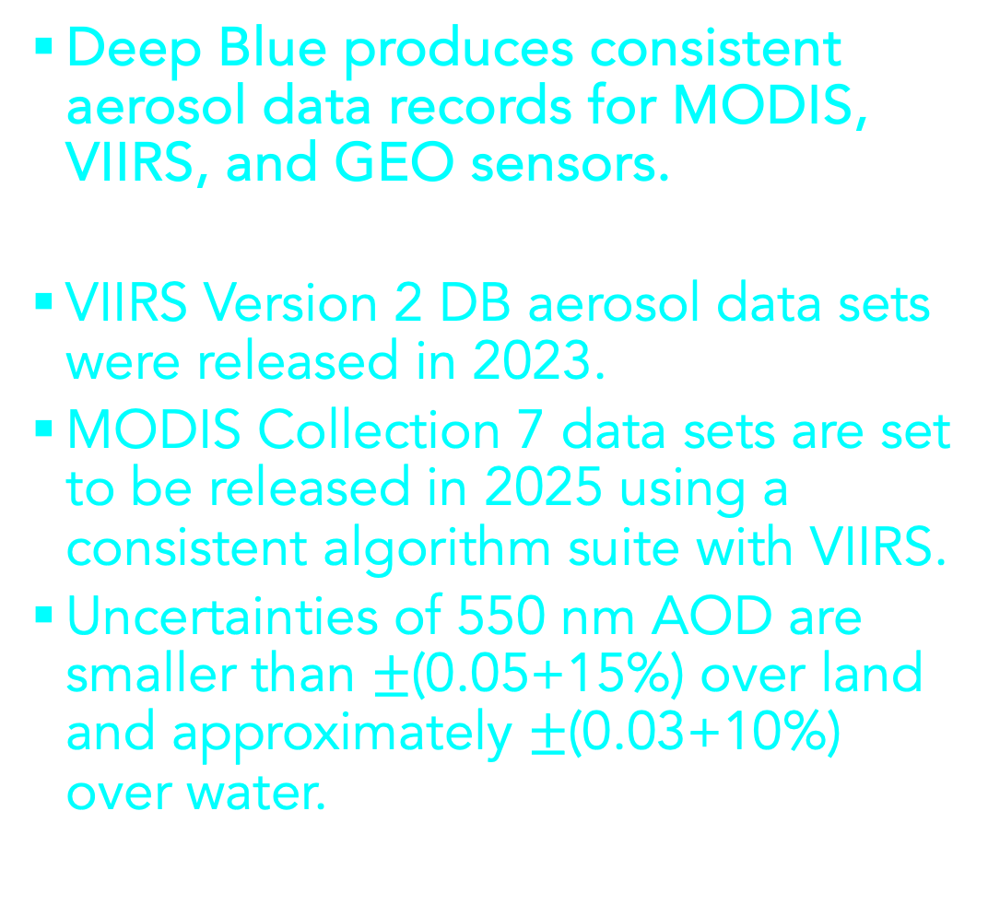 ▪ Deep Blue produces consistent
aerosol data records for MODIS,
VIIRS, and GEO sensors.
▪ VIIRS Version 2 DB aerosol data sets
were released in 2023.
▪ MODIS Collection 7 data sets are set
to be released in 2025 using a
consistent algorithm suite with VIIRS.
▪ Uncertainties of 550 nm AOD are
smaller than ±(0.05+15%) over land
and approximately ±(0.03+10%)
over water.